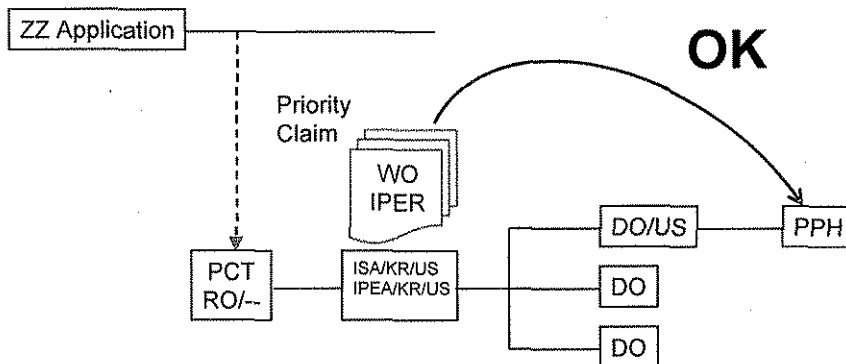 ZZ Application
OK
Priority
Claim
WO
IPER
DO/US
PPH
PCT
RO/--
ISA/KR/US
IPEA/KR/US
DO
DO